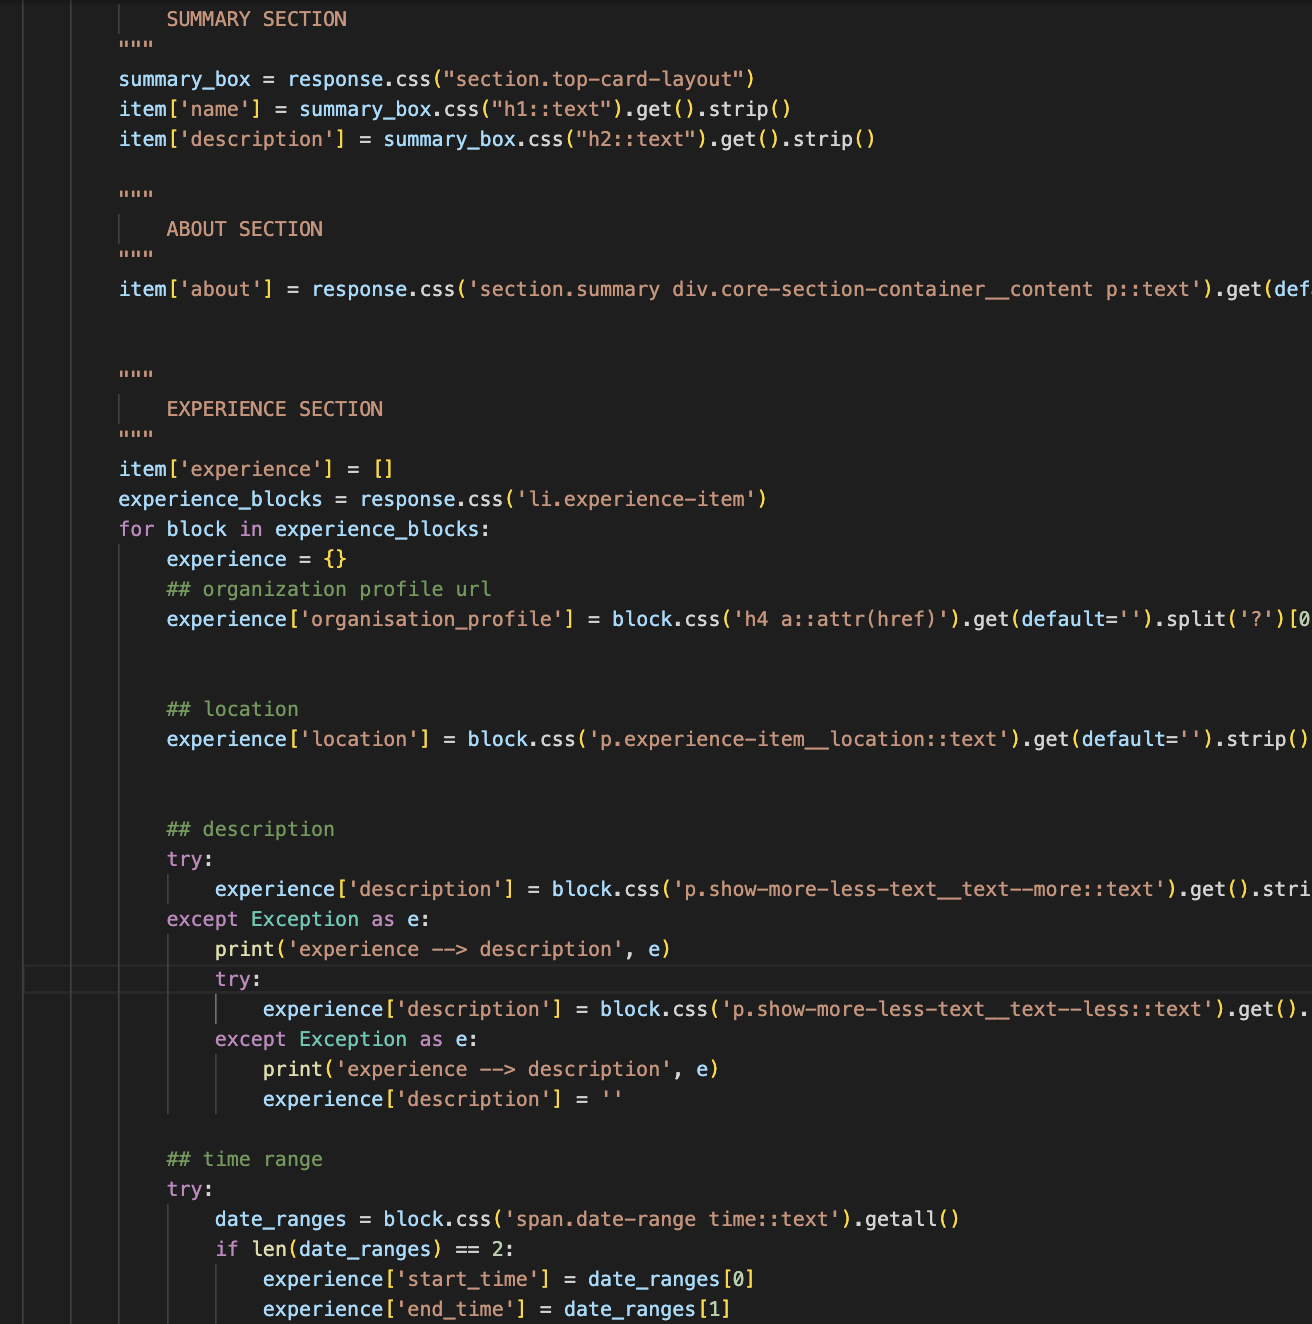 SUMMARY SECTION
"""
summary_box = response.css("section.top-card-layout")
item['name'] = summary_box.css("h1::text").get().strip()
item['description'] = summary_box.css("h2::text").get().strip()
"""
ABOUT SECTION
"""
item['about'] = response.css('section.summary div.core-section-container__content p::text').get(def
"""
EXPERIENCE SECTION
"""
item['experience'] = []
experience_blocks = response.css('li.experience-item')
for block in experience_blocks:
experience = {}
## organization profile url
experience['organisation_profile'] = block.css('h4 a::attr(href)').get(default='').split('?')[0
## location
experience['location'] = block.css('p.experience-item__location::text').get(default='').strip()
## description
try:
experience['description'] = block.css('p.show-more-less-text__text--more::text').get().stri
except Exception as e:
print('experience --> description', e)
try:
experience['description'] = block.css('p.show-more-less-text__text--less::text').get().
except Exception as e:
print('experience --> description', e)
experience['description'] = ''
## time range
try:
date_ranges = block.css('span.date-range time::text').getall()
if len(date_ranges) == 2:
experience['start_time'] = date_ranges[0]
experience['end_time'] = date_ranges[1]